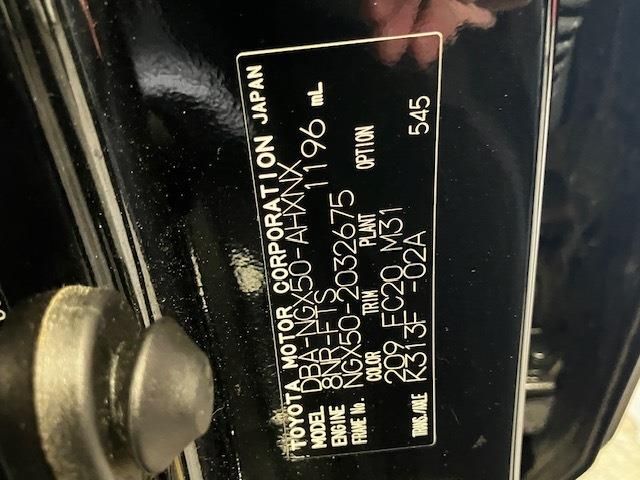 TOYOTA MOTOR CORPORATION JAPAN
MODEL DBA-NGX50-AHXNX
ENGINE 8NR-FTS 1196 mL
FRAME No. NGX50-2032675
COLOR TRIM PLANT OPTION
209 FC20 M31
TRANS./AXLE K313F -02A 545